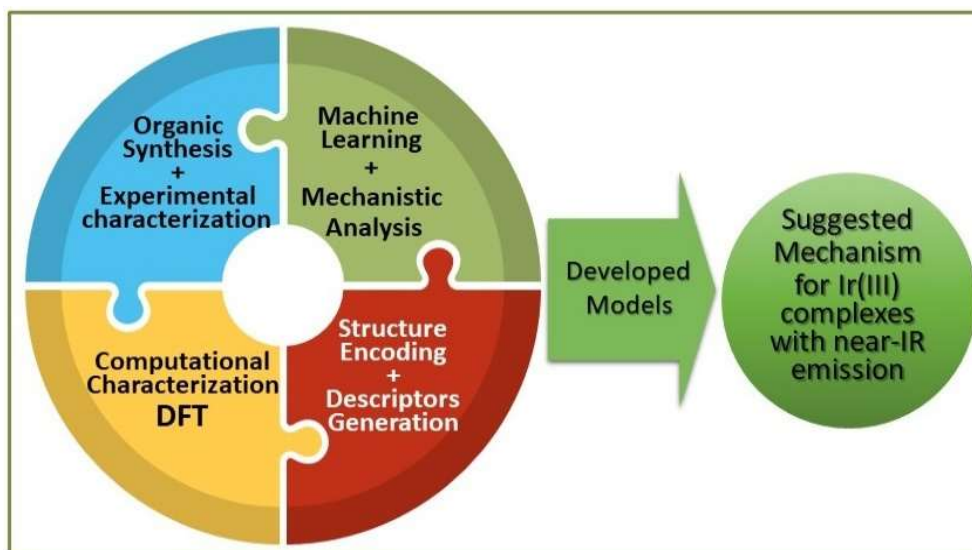 Organic
Synthesis
+
Experimental
characterization
Machine
Learning
+
Mechanistic
Analysis
Computational
Characterization
DFT
Structure
Encoding
+
Descriptors
Generation
Developed
Models
Suggested
Mechanism
for Ir(III)
complexes
with near-IR
emission